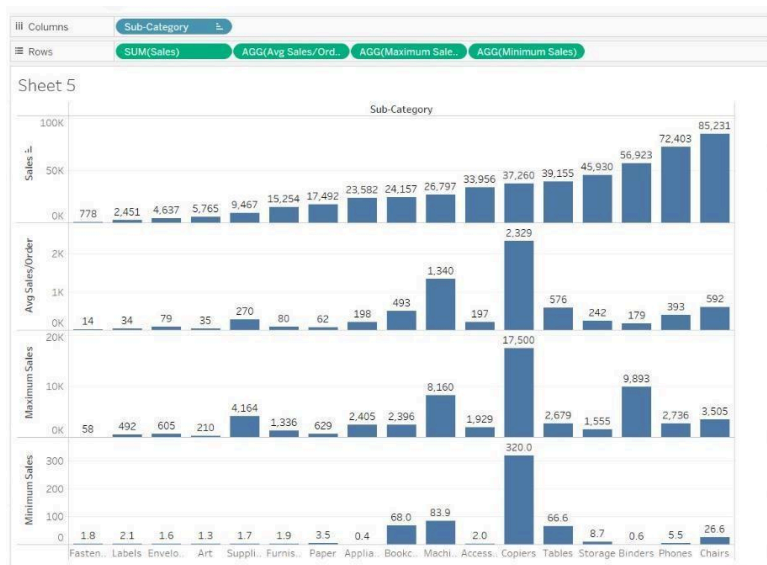 Columns
Sub-Category
Rows
SUM(Sales) AGG(Avg Sales/Ord.. AGG(Maximum Sale.. AGG(Minimum Sales)
Sheet 5
Sub-Category
Sales
100K
50K
0K
778 2,451 4,637 5,765 9,467 15,254 17,492 23,582 24,157 26,797 33,956 37,260 39,155 45,930 56,923 72,403 85,231
Avg Sales/Order
2K
1K
0K
14 34 79 35 270 80 62 198 493 1,340 197 2,329 576 242 179 393 592
Maximum Sales
20K
10K
0K
58 492 605 210 4,164 1,336 629 2,405 2,396 8,160 1,929 17,500 2,679 1,555 9,893 2,736 3,505
Minimum Sales
300
200
100
0
1.8 2.1 1.6 1.3 1.7 1.9 3.5 0.4 68.0 83.9 2.0 320.0 66.6 8.7 0.6 5.5 26.6
Fasten.. Labels Envelo.. Art Suppli.. Furnis.. Paper Applia.. Bookc.. Machi.. Access.. Copiers Tables Storage Binders Phones Chairs